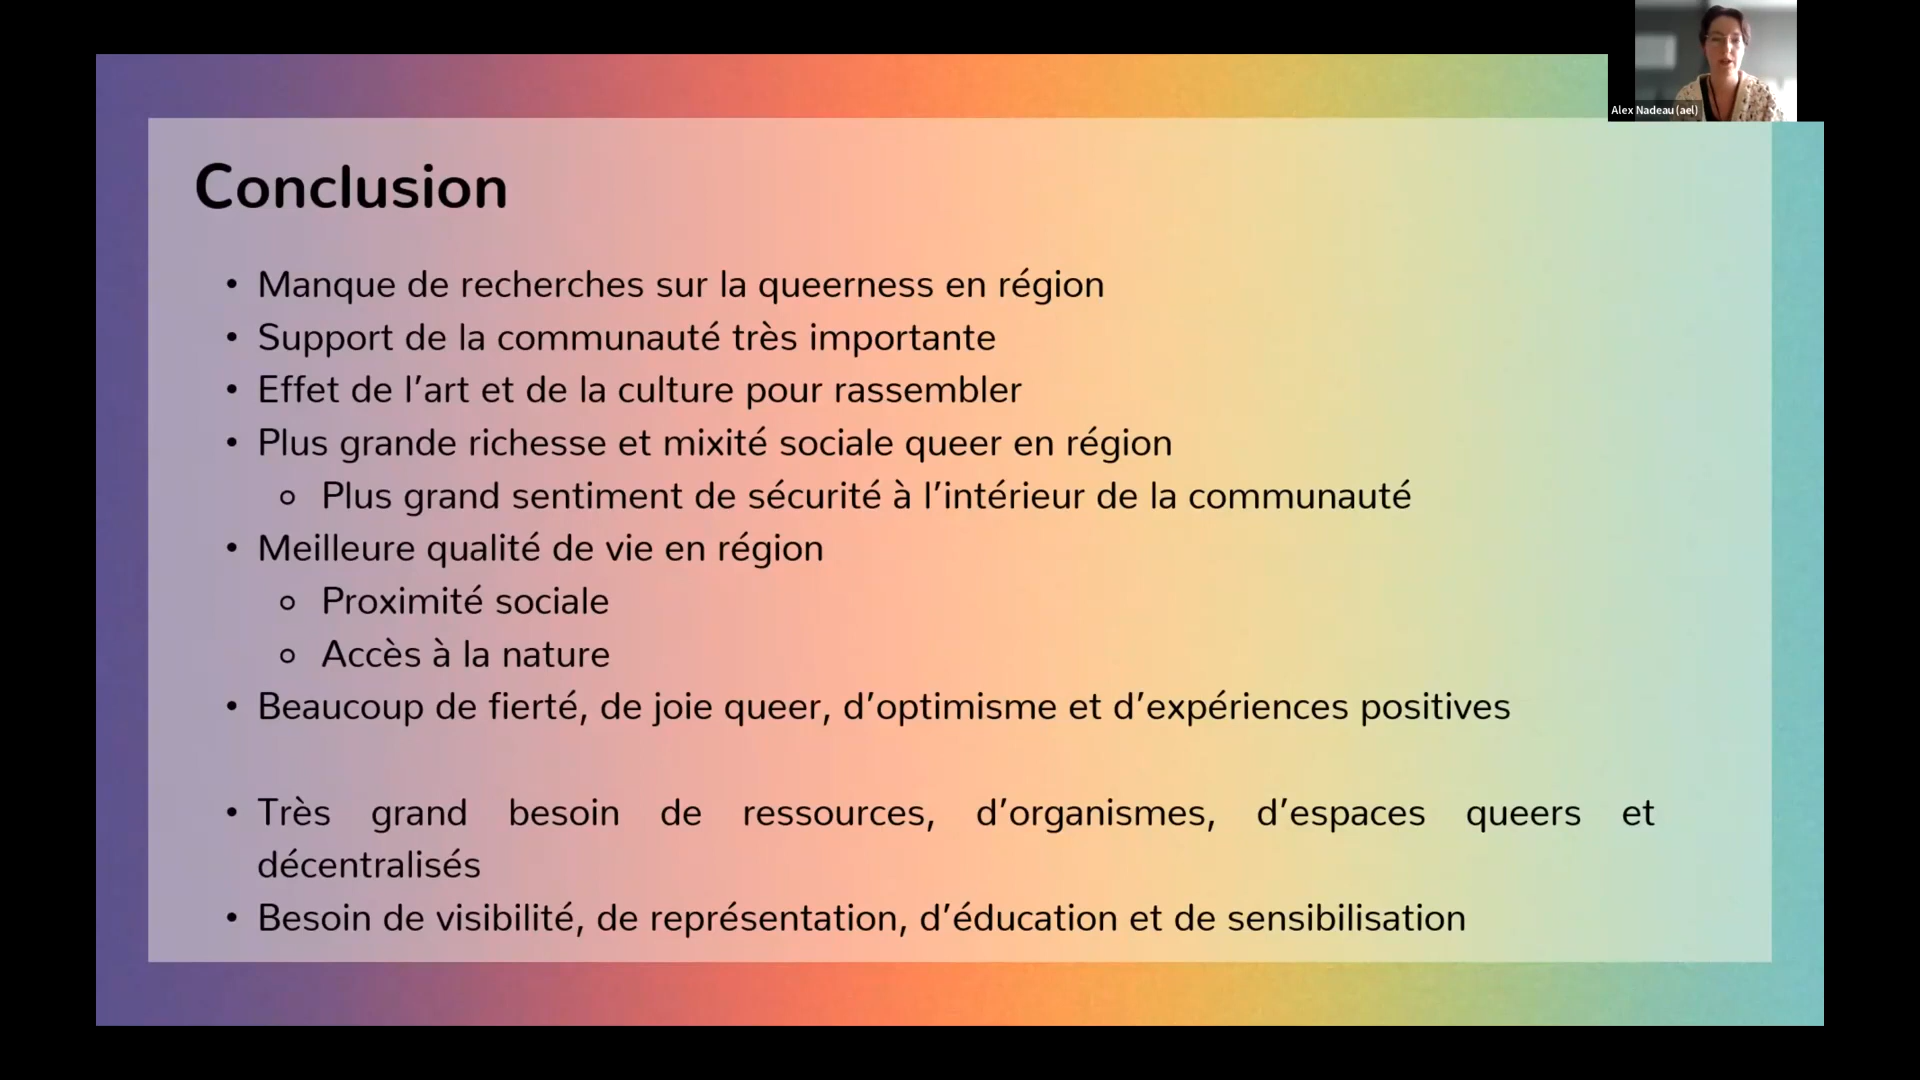 Alex Nadeau (ael)
Conclusion
• Manque de recherches sur la queerness en région
• Support de la communauté très importante
• Effet de l’art et de la culture pour rassembler
• Plus grande richesse et mixité sociale queer en région
○ Plus grand sentiment de sécurité à l’intérieur de la communauté
• Meilleure qualité de vie en région
○ Proximité sociale
○ Accès à la nature
• Beaucoup de fierté, de joie queer, d’optimisme et d’expériences positives
• Très grand besoin de ressources, d’organismes, d’espaces queers et
décentralisés
• Besoin de visibilité, de représentation, d’éducation et de sensibilisation